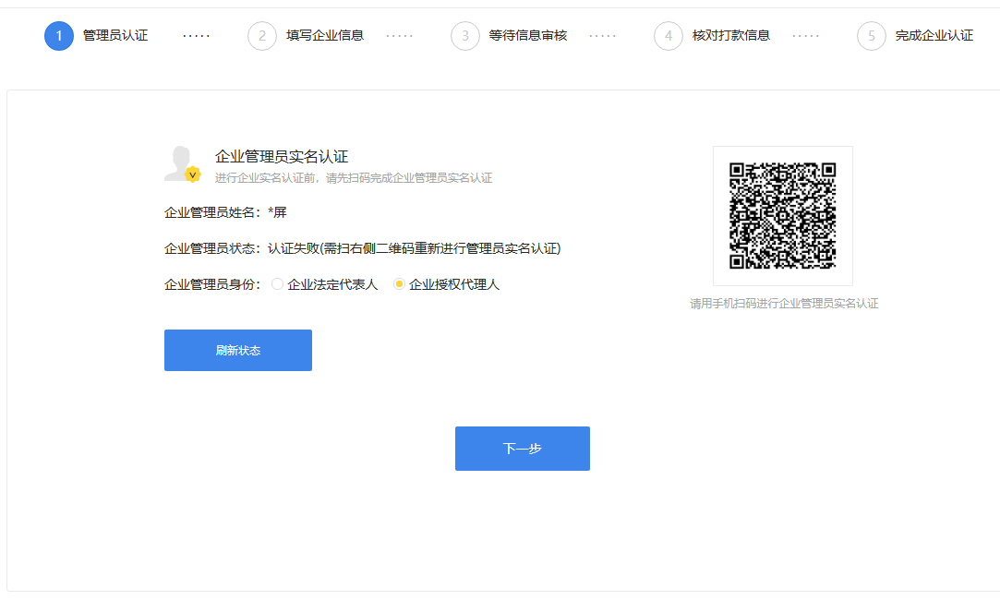 1 管理员认证 ····· 2 填写企业信息 ····· 3 等待信息审核 ····· 4 核对打款信息 ····· 5 完成企业认证
企业管理员实名认证
进行企业实名认证前，请先扫码完成企业管理员实名认证
企业管理员姓名：*屏
企业管理员状态：认证失败(需扫右侧二维码重新进行管理员实名认证)
企业管理员身份： 企业法定代表人 企业授权代理人
请用手机扫码进行企业管理员实名认证
刷新状态
下一步